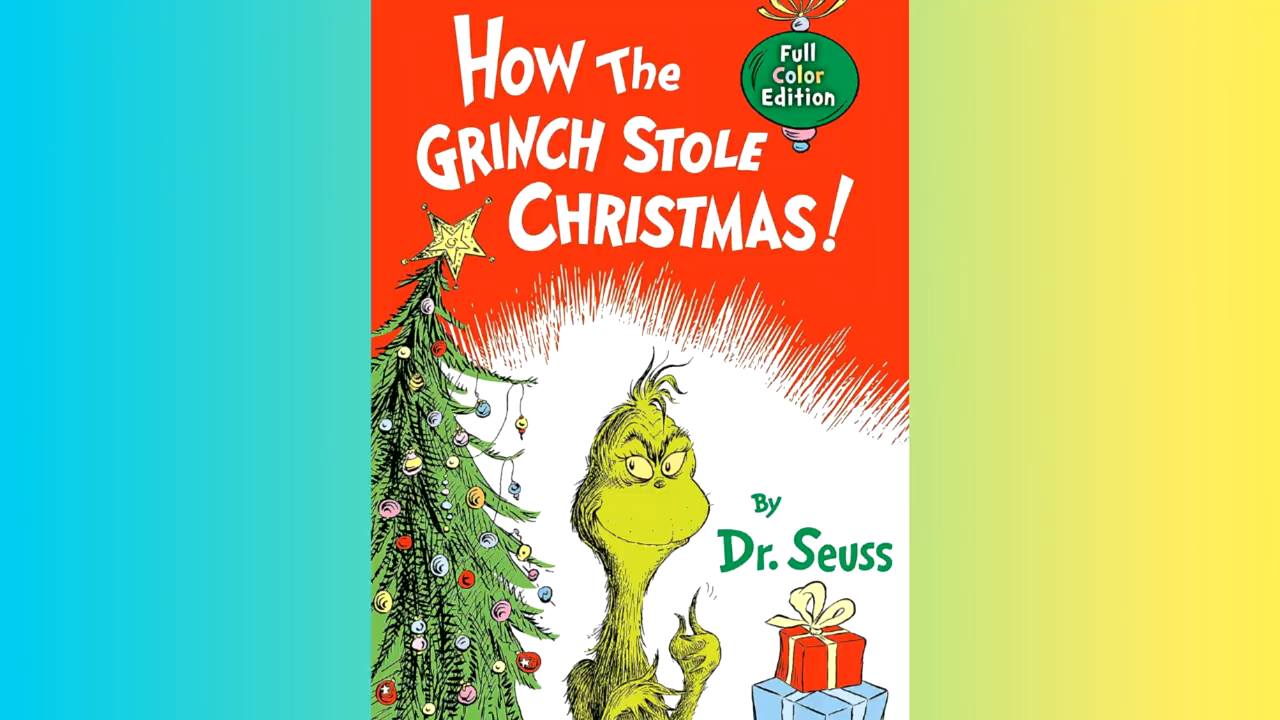 How The
Full
Color
Edition
GRINCH STOLE
CHRISTMAS!
By
Dr. Seuss